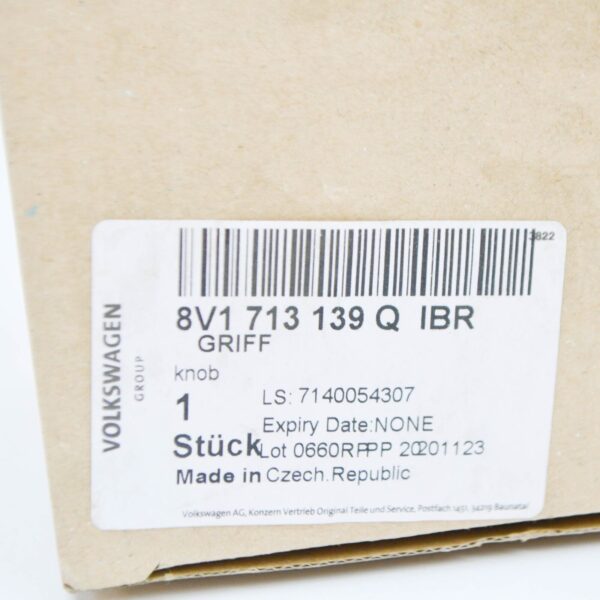 3822
8V1 713 139 Q IBR
GRIFF
knob
1
Stück
LS: 7140054307
Expiry Date:NONE
Lot 0660RPPP 20201123
Made in Czech.Republic
Volkswagen AG, Konzern Vertrieb Original Teile und Service, Postfach 1451, 34219 Baunatal
VOLKSWAGEN
GROUP